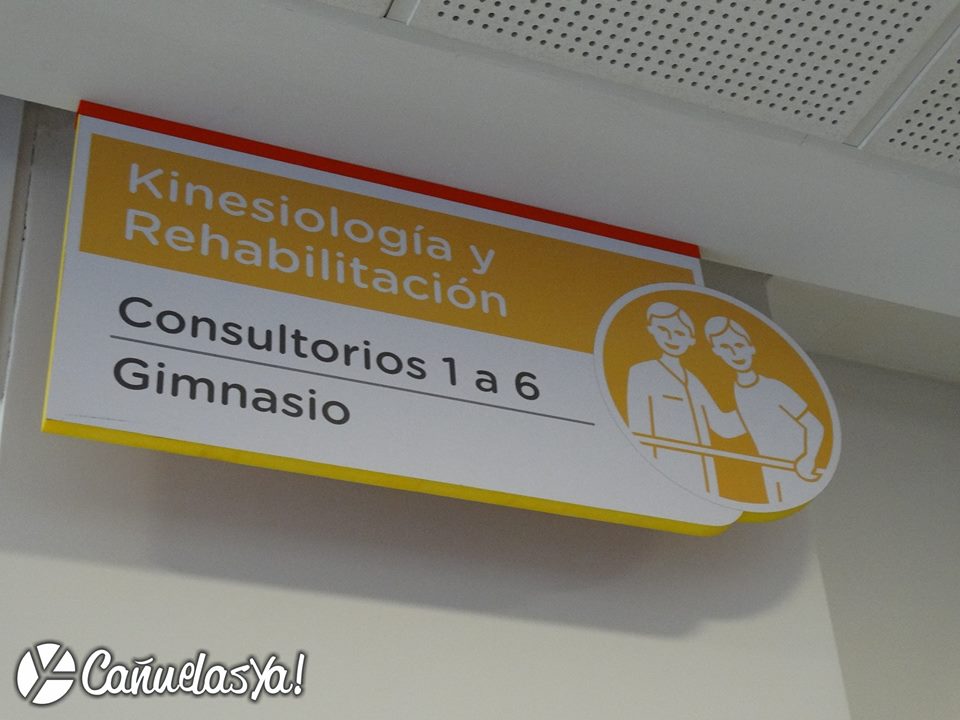 Kinesiología y
Rehabilitación
Consultorios 1 a 6
Gimnasio
CañuelasYa!